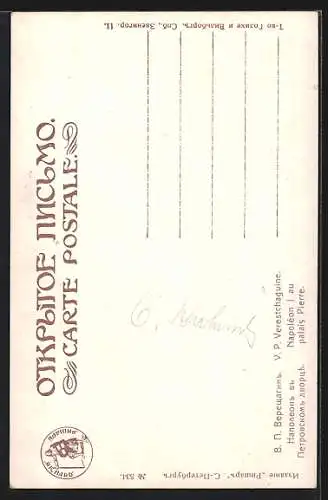 ОТКРЫТОЕ ПИСЬМО.
CARTE POSTALE.
В. П. Верещагинъ.
Наполеонъ въ
Петровскомъ дворцѣ.
V. P. Verestchaguine.
Napoléon I au
palais Pierre.
Изданіе „Ришаръ“, С.-Петербургъ.
№ 531.
Т-во Голике и Вильборгъ. Спб., Звенигор. 11.